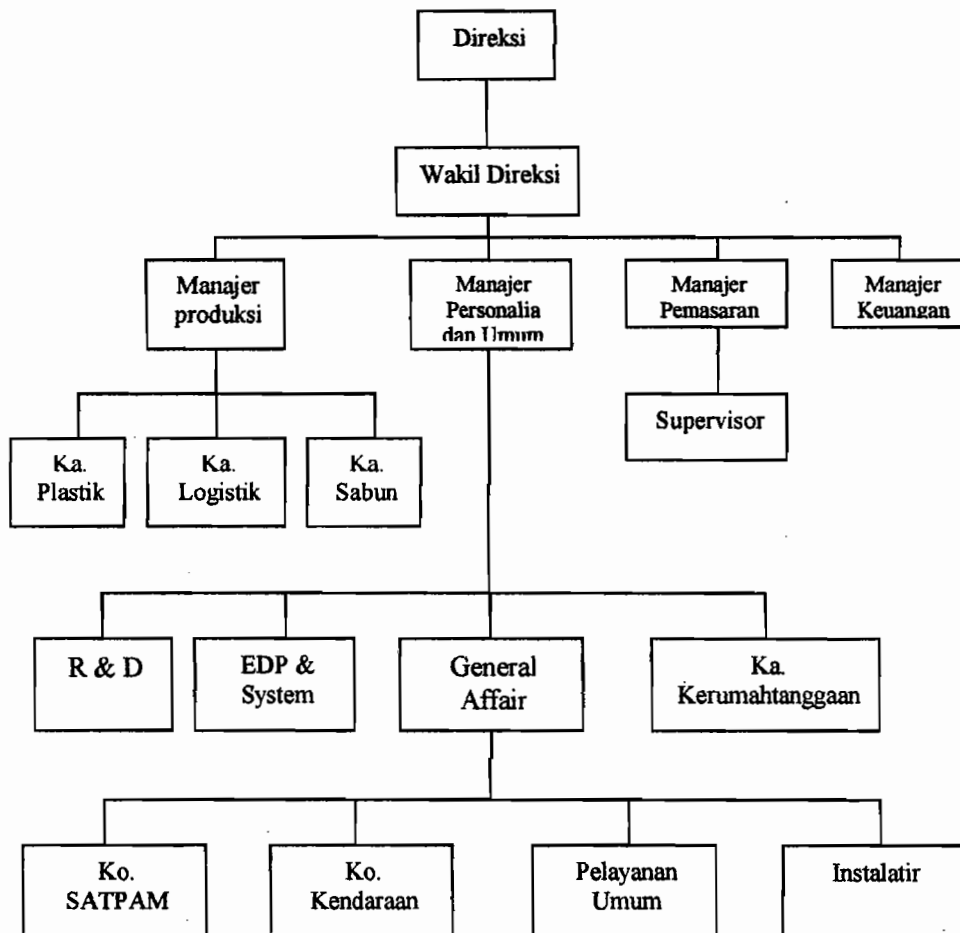 Direksi
Wakil Direksi
Manajer
produksi
Manajer
Personalia
dan Umum
Manajer
Pemasaran
Manajer
Keuangan
Supervisor
Ka.
Plastik
Ka.
Logistik
Ka.
Sabun
R & D
EDP &
System
General
Affair
Ka.
Kerumahtanggaan
Ko.
SATPAM
Ko.
Kendaraan
Pelayanan
Umum
Instalatir